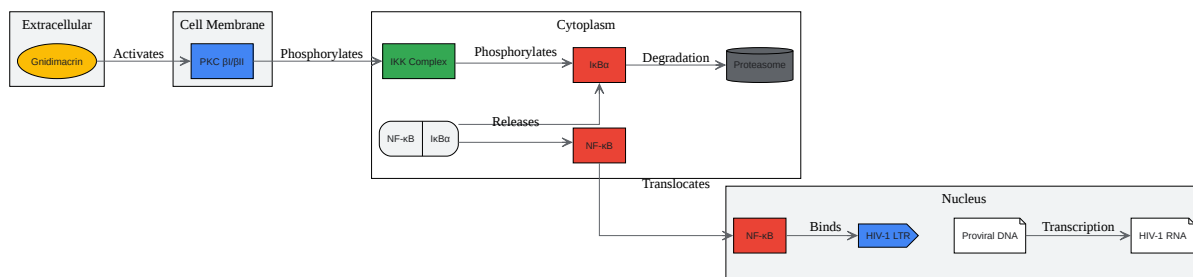 Extracellular
Gnidimacrin
Activates
Cell Membrane
PKC βI/βII
Phosphorylates
Cytoplasm
IKK Complex
Phosphorylates
IκBα
Degradation
Proteasome
NF-κB
IκBα
Releases
NF-κB
Translocates
Nucleus
NF-κB
Binds
HIV-1 LTR
Proviral DNA
Transcription
HIV-1 RNA